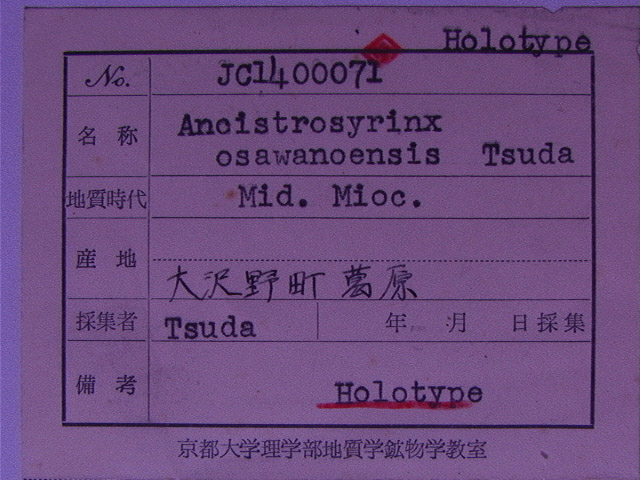 Holotype
No. JC1400071
名称 Ancistrosyrinx
osawanoensis Tsuda
地質時代 Mid. Mioc.
産地
大沢野町 葛原
採集者 Tsuda 年 月 日採集
備考 Holotype
京都大学理学部地質学鉱物学教室